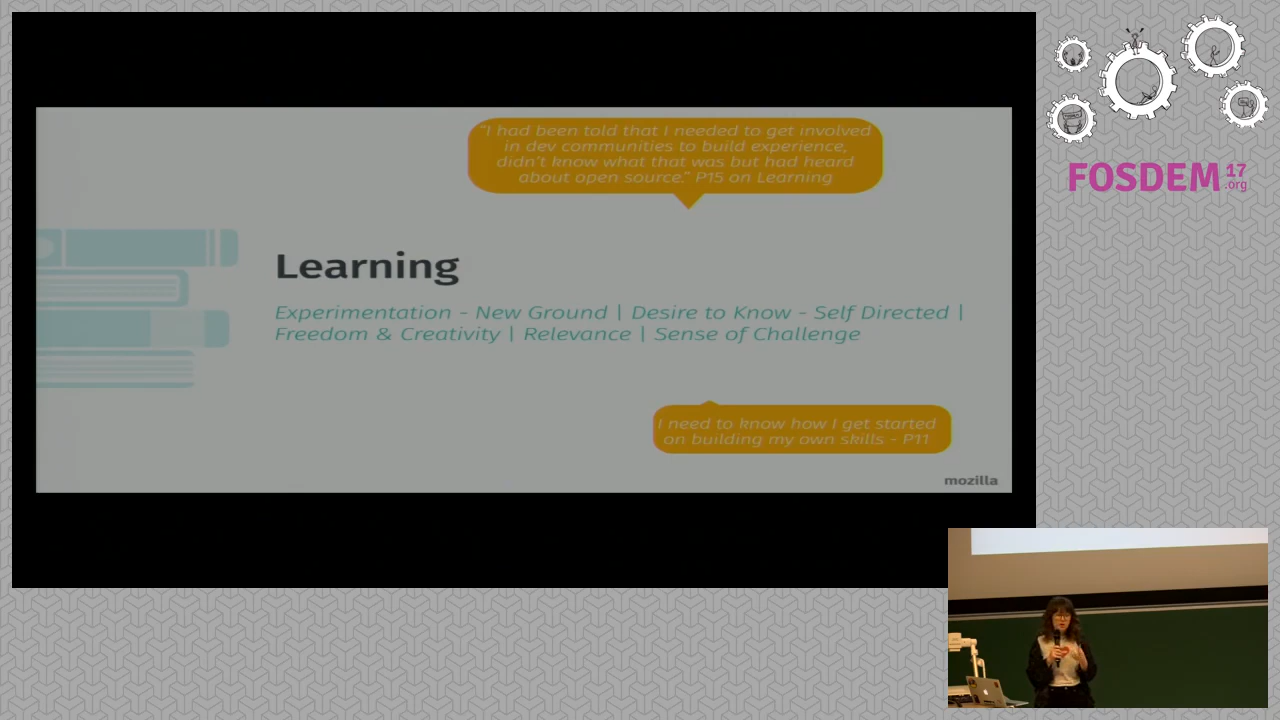 "I had been told that I needed to get involved
in dev communities to build experience,
didn't know what that was but had heard
about open source." P15 on Learning
Learning
Experimentation - New Ground | Desire to Know - Self Directed |
Freedom & Creativity | Relevance | Sense of Challenge
I need to know how I get started
on building my own skills - P11
mozilla
FOSDEM 17
.org